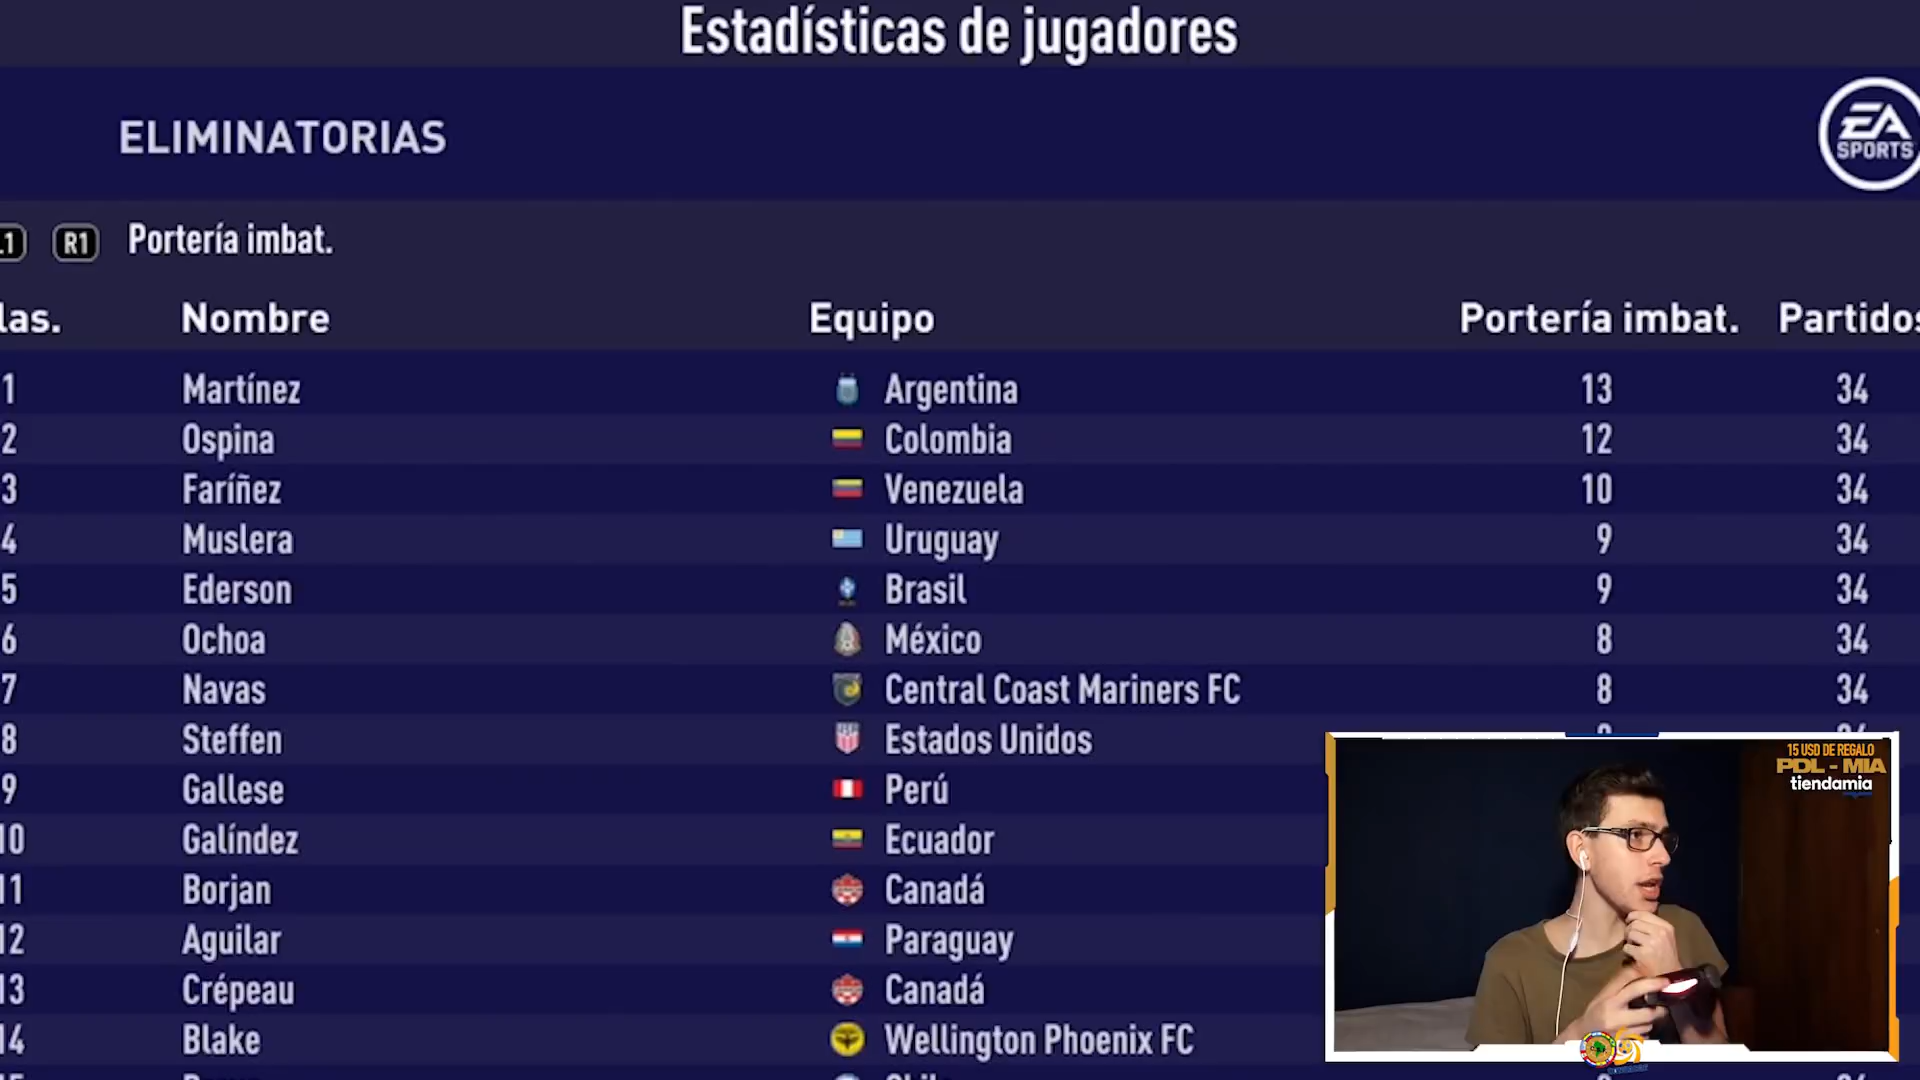 Estadísticas de jugadores
ELIMINATORIAS
EA SPORTS
R1 Portería imbat.
Nombre Equipo Portería imbat. Partidos
1 Martínez Argentina 13 34
2 Ospina Colombia 12 34
3 Faríñez Venezuela 10 34
4 Muslera Uruguay 9 34
5 Ederson Brasil 9 34
6 Ochoa México 8 34
7 Navas Central Coast Mariners FC 8 34
8 Steffen Estados Unidos
9 Gallese Perú
10 Galíndez Ecuador
11 Borjan Canadá
12 Aguilar Paraguay
13 Crépeau Canadá
14 Blake Wellington Phoenix FC
15 USD DE REGALO
PDL - MIA
tiendamia